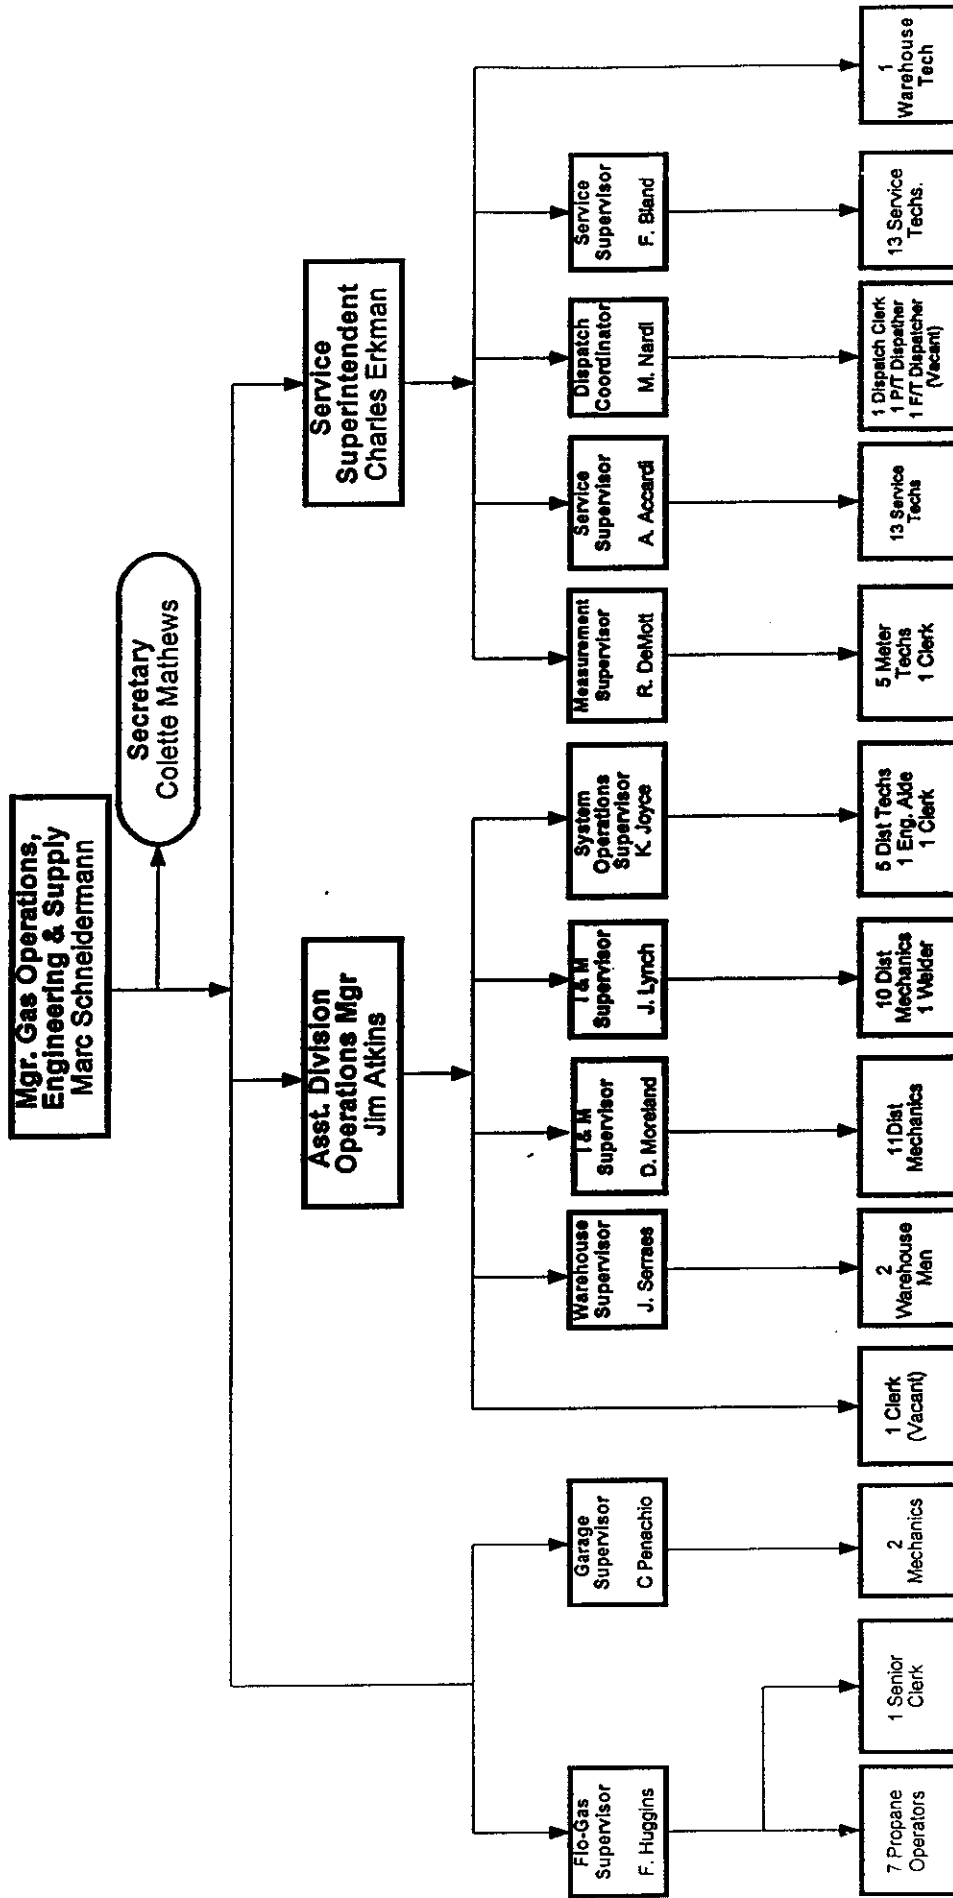 Mgr. Gas Operations,
Engineering & Supply
Marc Schneidermann
Secretary
Colette Mathews
Asst. Division
Operations Mgr
Jim Atkins
Service
Superintendent
Charles Erkman
Flo-Gas
Supervisor
F. Huggins
Garage
Supervisor
C Penachio
Warehouse
Supervisor
J. Serraes
I & M
Supervisor
D. Moreland
I & M
Supervisor
J. Lynch
System
Operations
Supervisor
K. Joyce
Measurement
Supervisor
R. DeMott
Service
Supervisor
A. Accardi
Dispatch
Coordinator
M. Nardi
Service
Supervisor
F. Bland
7 Propane
Operators
1 Senior
Clerk
2
Mechanics
1 Clerk
(Vacant)
2
Warehouse
Men
11Dist
Mechanics
10 Dist
Mechanics
1 Welder
5 Dist Techs
1 Eng. Aide
1 Clerk
5 Meter
Techs
1 Clerk
13 Service
Techs
1 Dispatch Clerk
1 P/T Dispather
1 F/T Dispatcher
(Vacant)
13 Service
Techs.
1
Warehouse
Tech